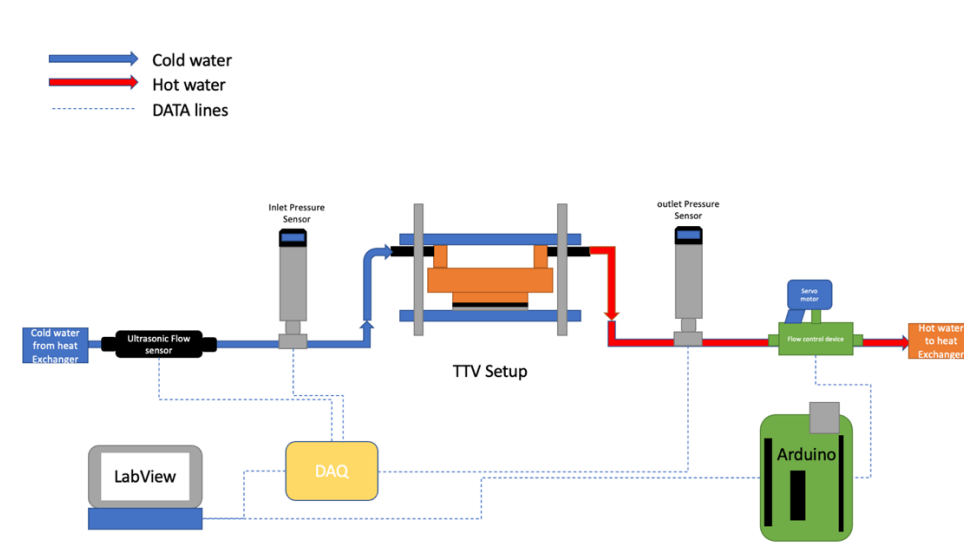 Cold water
Hot water
DATA lines
Inlet Pressure
Sensor
outlet Pressure
Sensor
Servo
motor
Cold water
from heat
Exchanger
Ultrasonic Flow
sensor
Flow control device
Hot water
to heat
Exchanger
TTV Setup
LabView
DAQ
Arduino